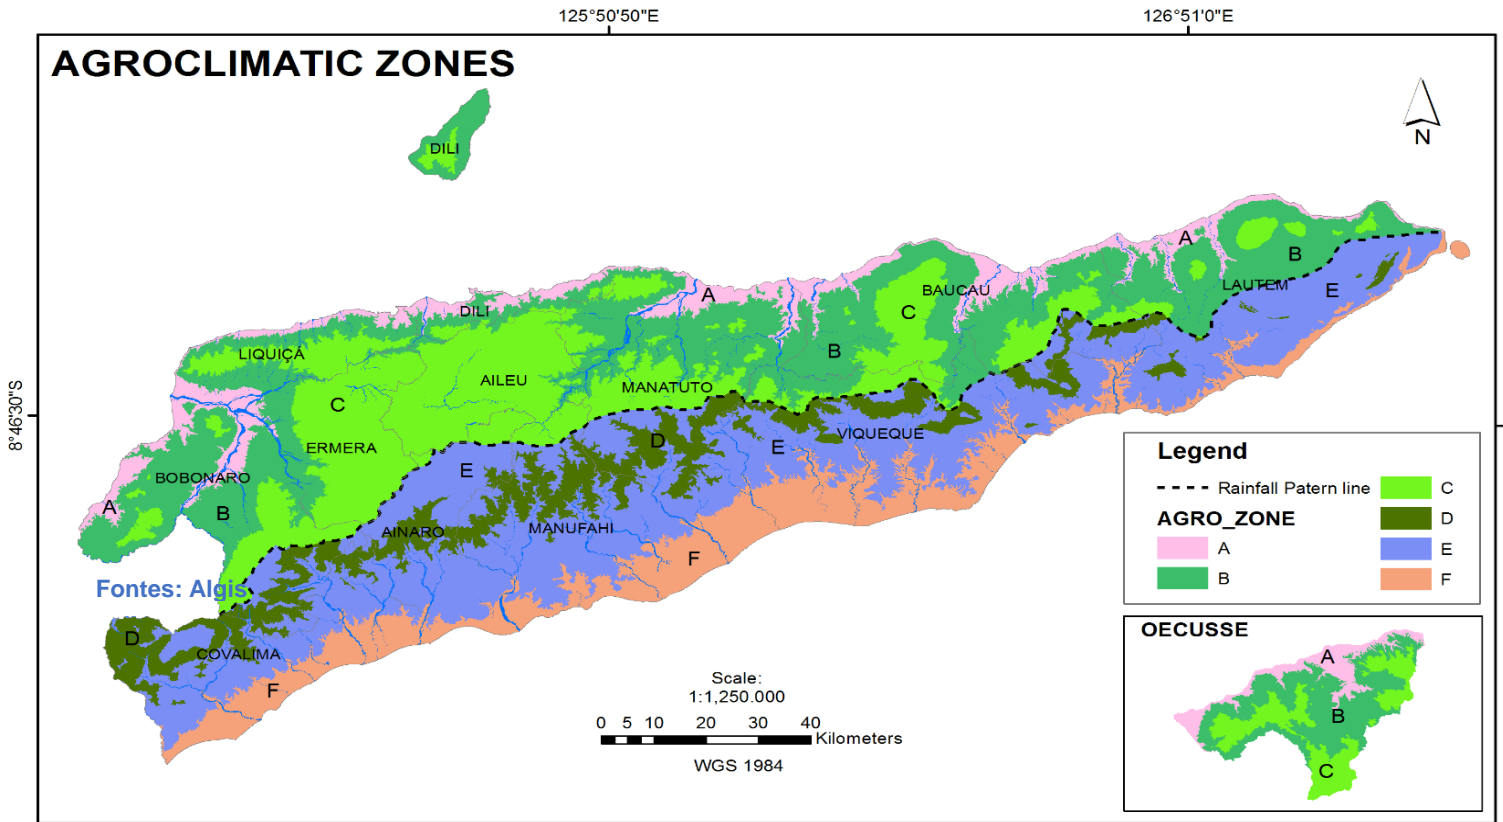 125°50'50"E
126°51'0"E
AGROCLIMATIC ZONES
N
DILI
A
B
LAUTEM
E
A
BAUCAU
C
B
DILI
LIQUIÇÁ
AILEU
MANATUTO
C
ERMERA
8°46'30"S
D
E
VIQUEQUE
E
BOBONARO
A
B
AINARO
MANUFAHI
F
Fontes: Algis
D
COVALIMA
F
Legend
Rainfall Patern line
AGRO_ZONE
A
B
C
D
E
F
OECUSSE
A
B
C
Scale:
1:1,250.000
0 5 10 20 30 40
Kilometers
WGS 1984